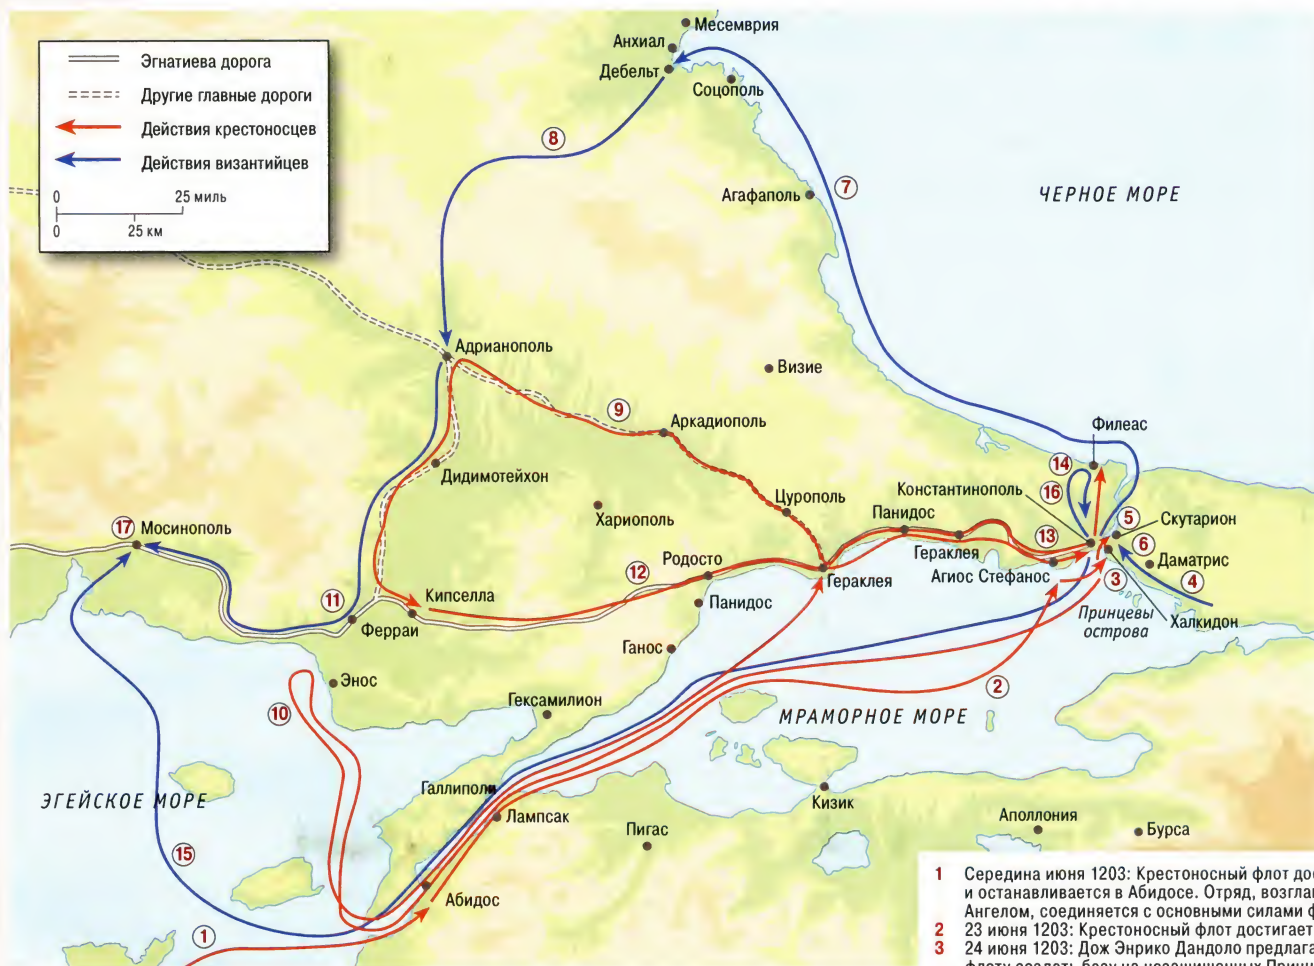 Эгнатиева дорога
Другие главные дороги
Действия крестоносцев
Действия византийцев
0 25 миль
0 25 км
Месемврия
Анхиал
Дебельт
Соцополь
8
7
Агафаполь
ЧЕРНОЕ МОРЕ
Адрианополь
Визие
9
Аркадиополь
Филеас
14
Дидимотейхон
16
Константинополь
Цурополь
Хариополь
Панидос
5
Скутарион
17
Мосинополь
13
6
Гераклея
Даматрис
Родосто
12
Агиос Стефанос
3
4
Гераклея
Кипселла
11
Панидос
Принцевы
острова
Халкидон
Ферраи
Ганос
Энос
2
10
Гексамилион
МРАМОРНОЕ МОРЕ
Галлиполи
ЭГЕЙСКОЕ МОРЕ
Кизик
Лампсак
Пигас
Аполлония
Бурса
15
Абидос
1
1 Середина июня 1203: Крестоносный флот до
и останавливается в Абидосе. Отряд, возгла
Ангелом, соединяется с основными силами ф
2 23 июня 1203: Крестоносный флот достигает
3 24 июня 1203: Дож Энрико Дандоло предлага